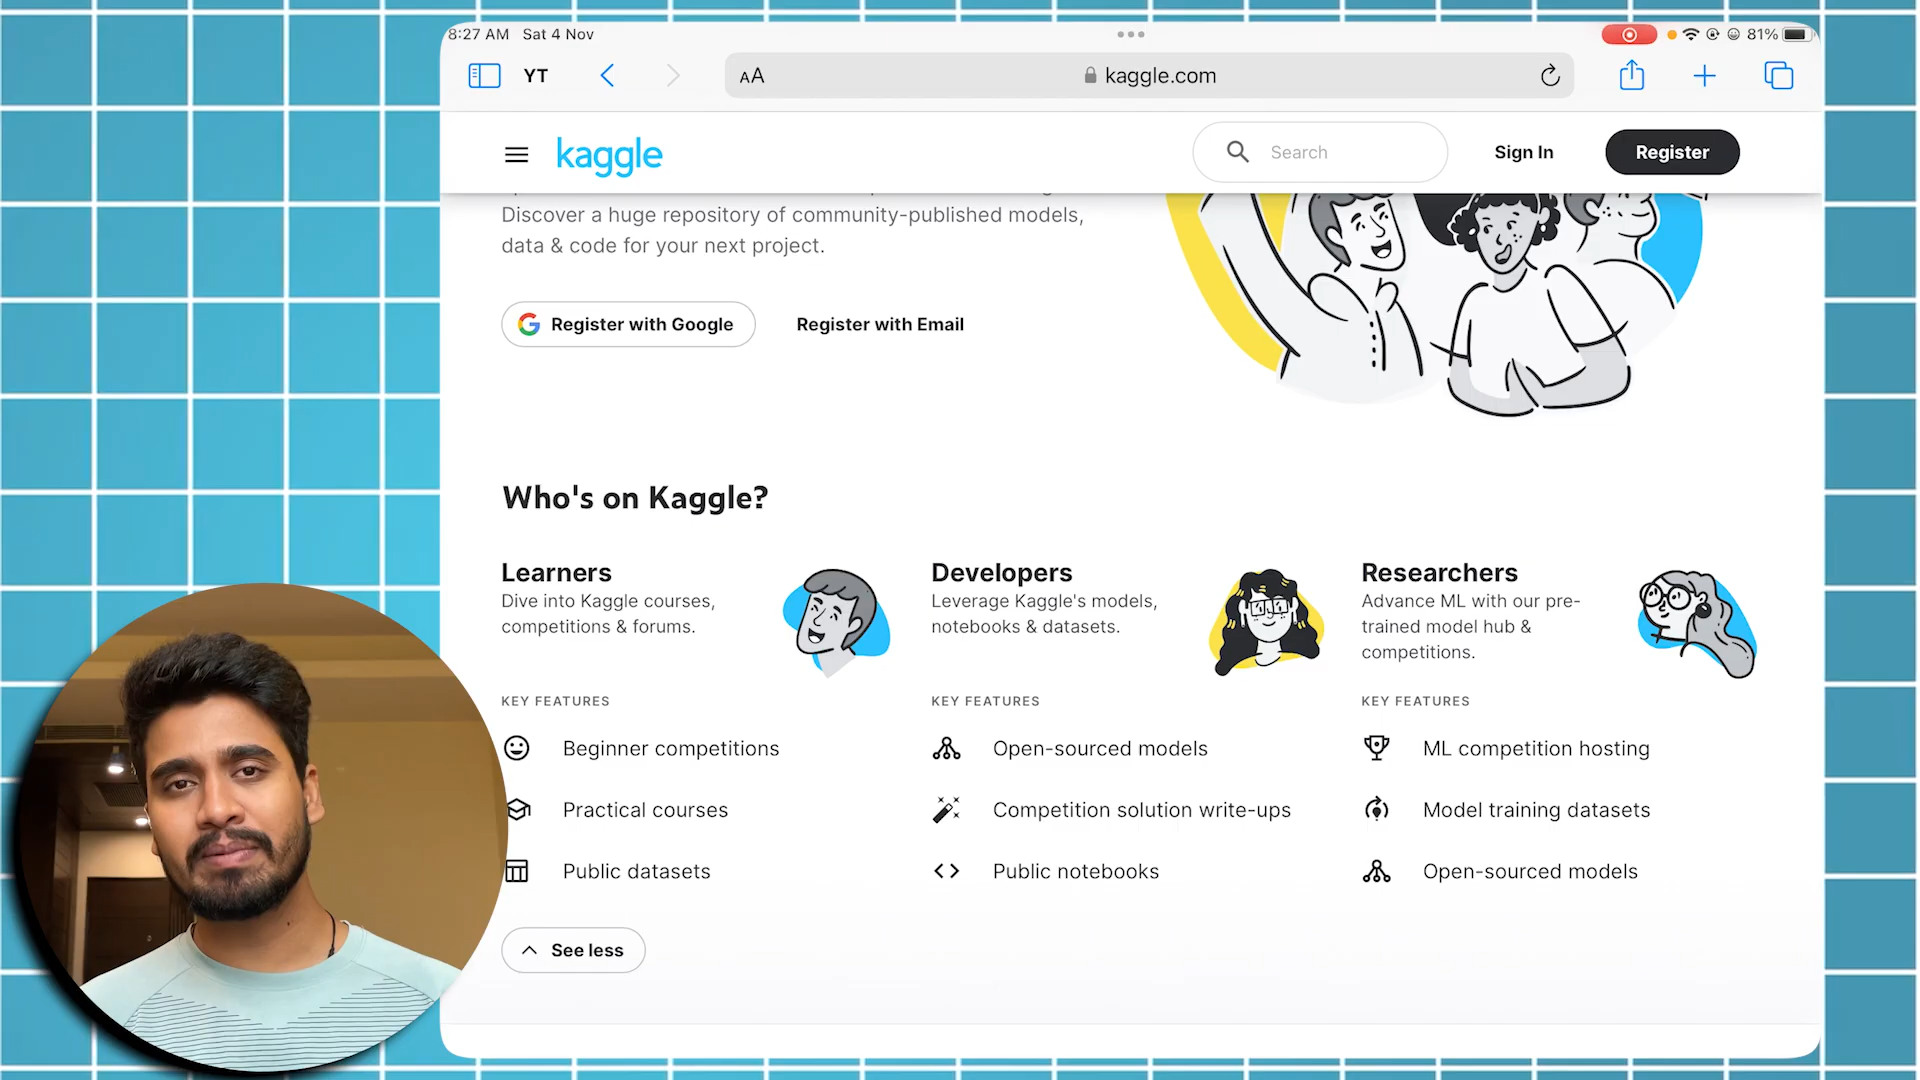 8:27 AM Sat 4 Nov
81%
YT
AA
kaggle.com
kaggle
Search
Sign In
Register
Discover a huge repository of community-published models,
data & code for your next project.
Register with Google
Register with Email
Who's on Kaggle?
Learners
Dive into Kaggle courses,
competitions & forums.
KEY FEATURES
Beginner competitions
Practical courses
Public datasets
Developers
Leverage Kaggle's models,
notebooks & datasets.
KEY FEATURES
Open-sourced models
Competition solution write-ups
Public notebooks
Researchers
Advance ML with our pre-
trained model hub &
competitions.
KEY FEATURES
ML competition hosting
Model training datasets
Open-sourced models
See less